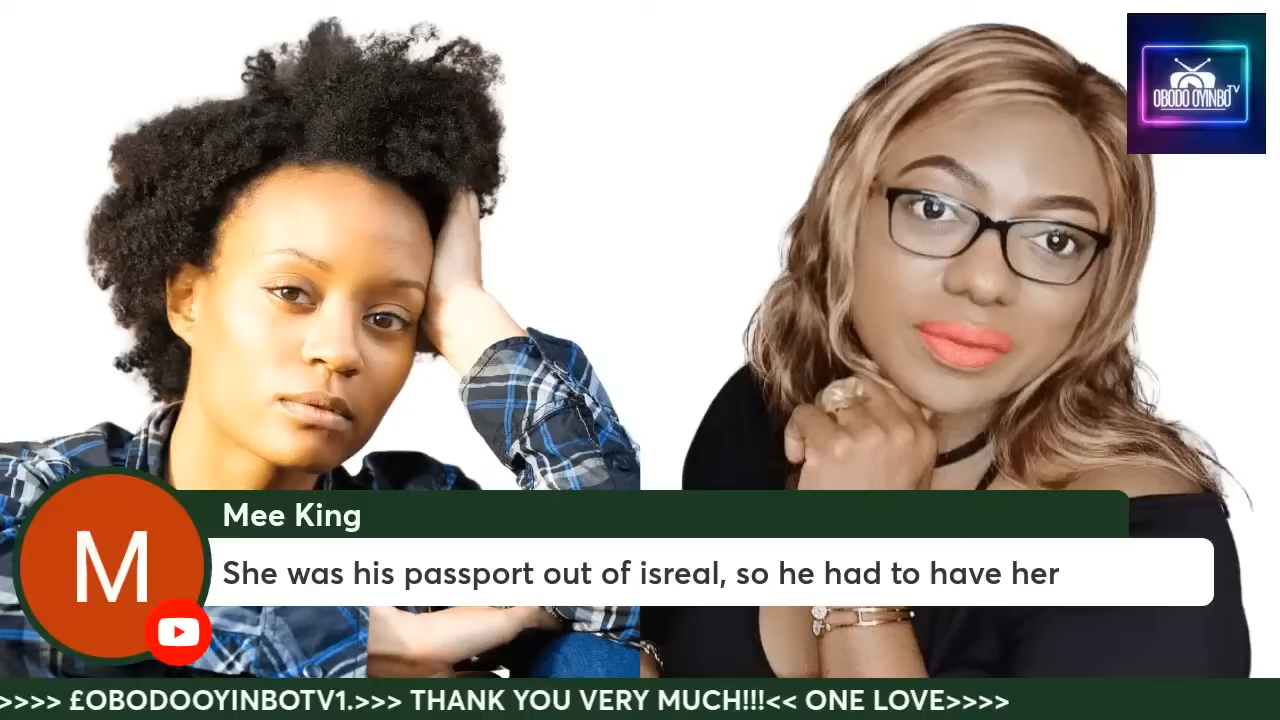 OBODO OYINBO TV
Mee King
M
She was his passport out of isreal, so he had to have her
>>>> £OBODOOYINBOTV1.>>> THANK YOU VERY MUCH!!!<< ONE LOVE>>>>